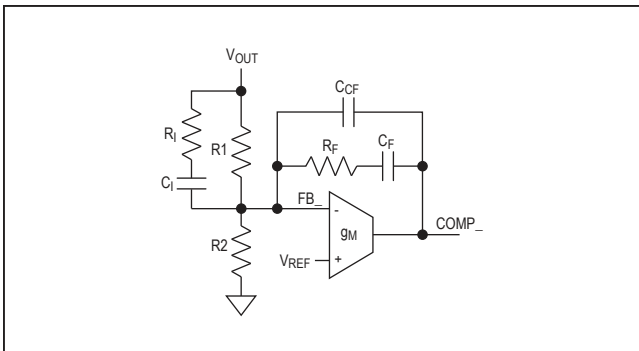 VOUT
CCF
RI
R1
RF
CF
CI
FB_
-
gM
COMP_
R2
VREF
+